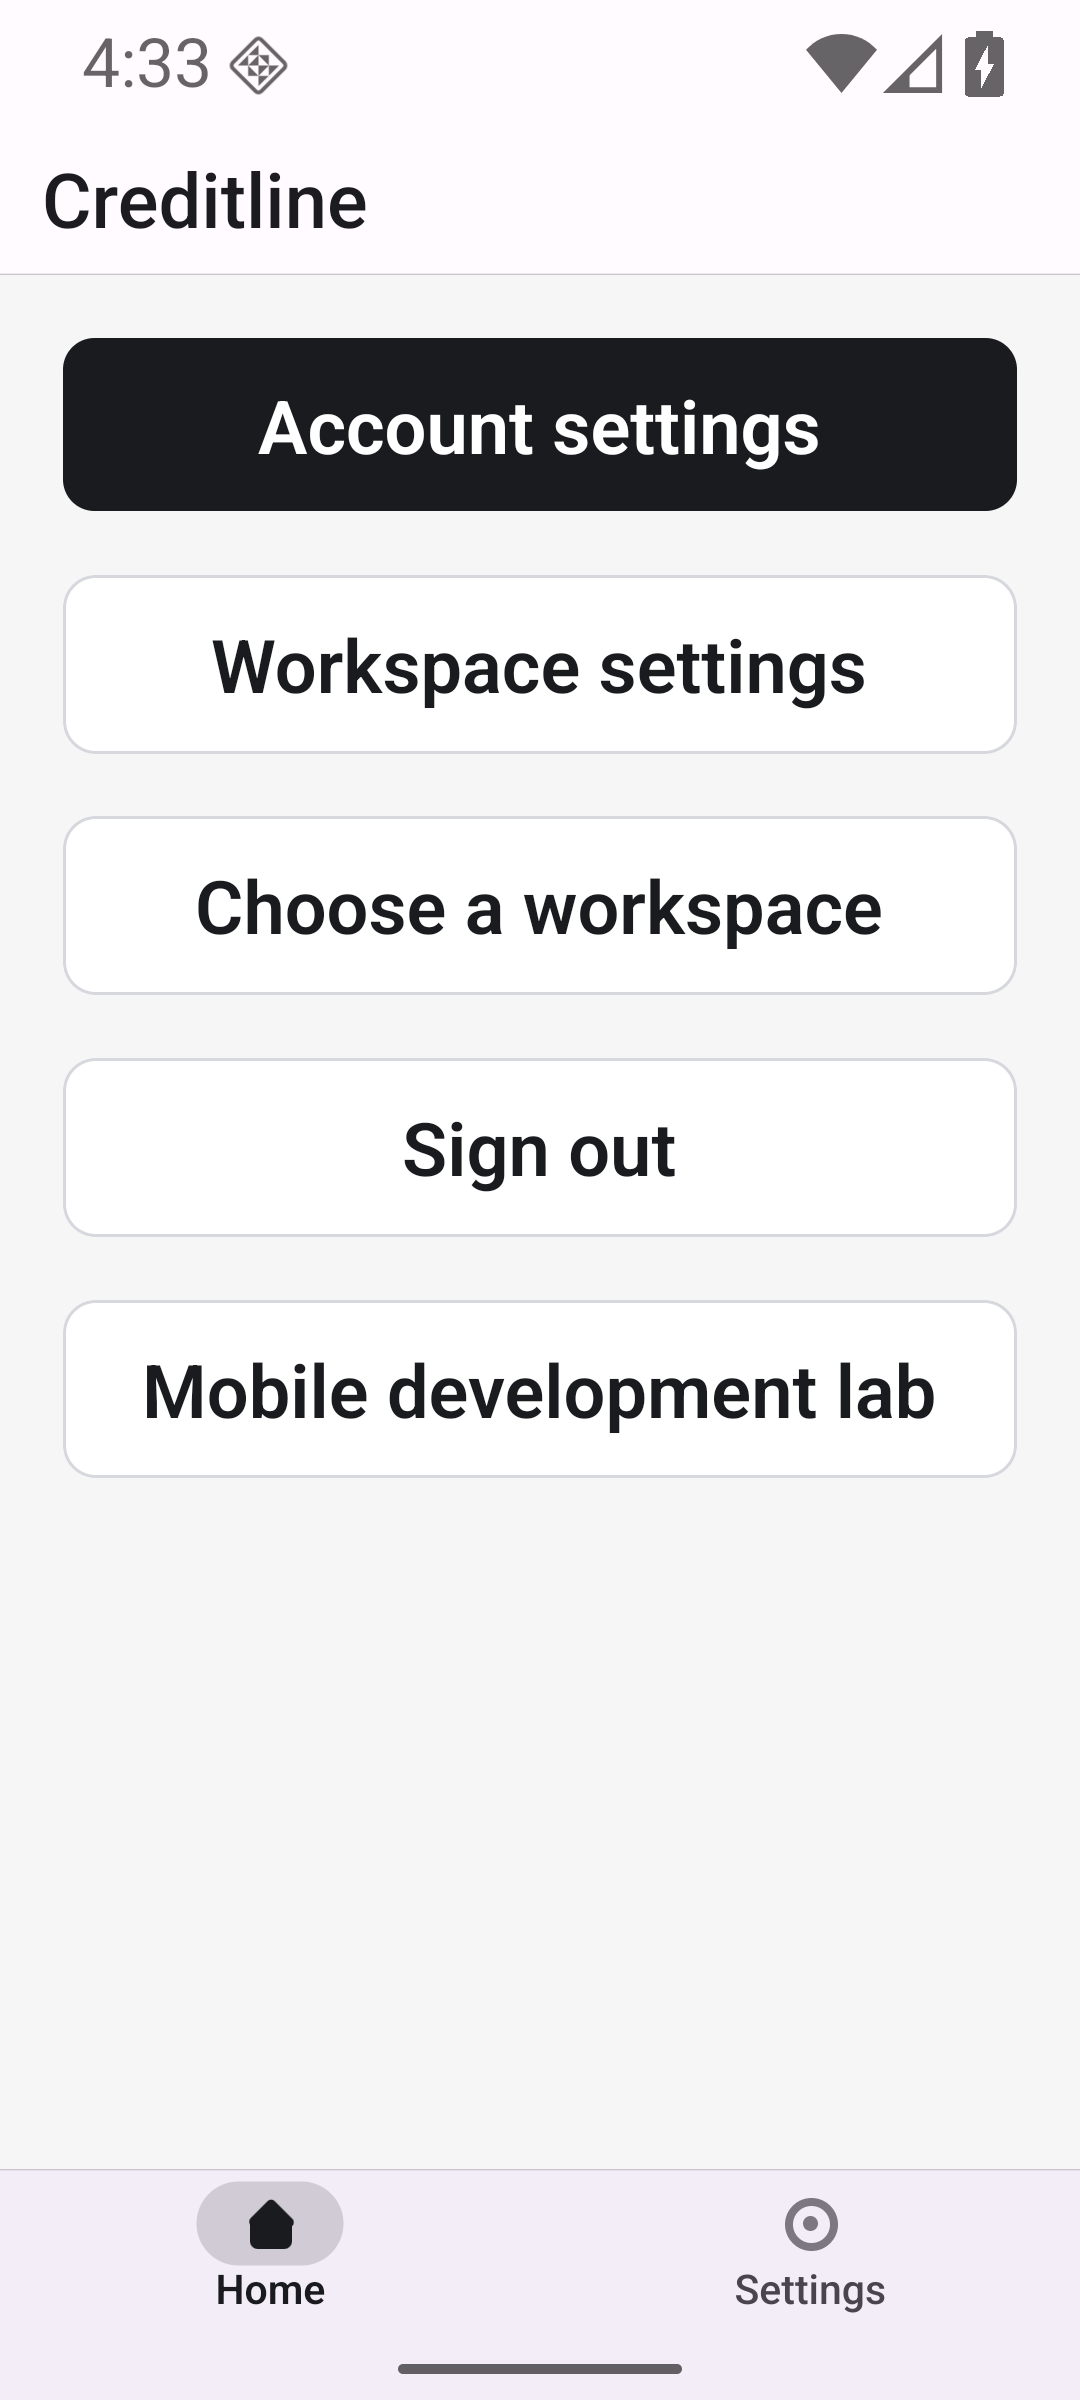 4:33
Creditline
Account settings
Workspace settings
Choose a workspace
Sign out
Mobile development lab
Home
Settings